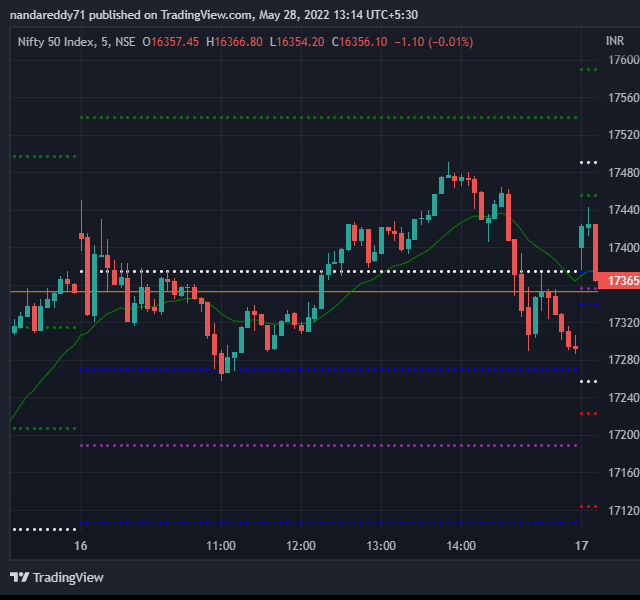 nandareddy71 published on TradingView.com, May 28, 2022 13:14 UTC+5:30
Nifty 50 Index, 5, NSE O16357.45 H16366.80 L16354.20 C16356.10 −1.10 (−0.01%)
INR
17600
17560
17520
17480
17440
17400
17365
17320
17280
17240
17200
17160
17120
16 11:00 12:00 13:00 14:00 17
TradingView